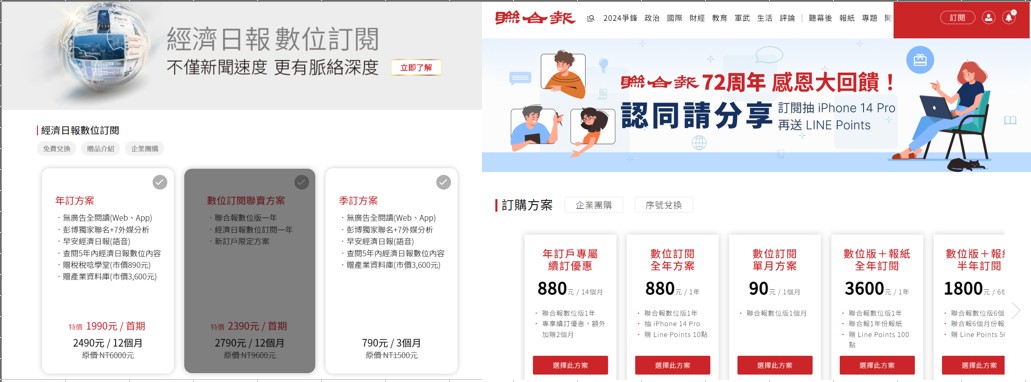 經濟日報 數位訂閱
不僅新聞速度 更有脈絡深度
立即了解
經濟日報數位訂閱
免費兌換
贈品介紹
企業團購
年訂方案
・無廣告全閱讀(Web、App)
・彭博獨家聯名+7外媒分析
・早安經濟日報(語音)
・查閱5年內經濟日報數位內容
・贈稅稅唸學堂(市價890元)
・贈產業資料庫(市價3,600元)
特價 1990元 / 首期
2490元 / 12個月
原價 NT6000元
數位訂閱聯賣方案
・聯合報數位版一年
・經濟日報數位訂閱一年
・新訂戶限定方案
特價 2390元 / 首期
2790元 / 12個月
原價 NT9600元
季訂方案
・無廣告全閱讀(Web、App)
・彭博獨家聯名+7外媒分析
・早安經濟日報(語音)
・查閱5年內經濟日報數位內容
・贈產業資料庫(市價3,600元)
790元 / 3個月
原價 NT1500元
聯合報
2024爭鋒 政治 國際 財經 教育 軍武 生活 評論 | 聽幕後 報紙 專題
訂閱
聯合報 72周年 感恩大回饋！
認同請分享
訂閱抽 iPhone 14 Pro
再送 LINE Points
訂購方案
企業團購
序號兌換
年訂戶專屬
續訂優惠
880元 / 14個月
・ 聯合報數位版1年
・ 專享續訂優惠，額外
加贈2個月
選擇此方案
數位訂閱
全年方案
880元 / 1年
・ 聯合報數位版1年
・ 抽 iPhone 14 Pro
・ 贈 Line Points 10點
選擇此方案
數位訂閱
單月方案
90元 / 1個月
・ 聯合報數位版1個月
選擇此方案
數位版＋報紙
全年訂閱
3600元 / 1年
・ 聯合報數位版1年
・ 聯合報1年份報紙
・ 贈 Line Points 100
點
選擇此方案
數位版＋報
半年訂閱
1800元 / 6
・ 聯合報數位版6個
・ 聯合報6個月份報
・ 贈 Line Points 5
選擇此方案